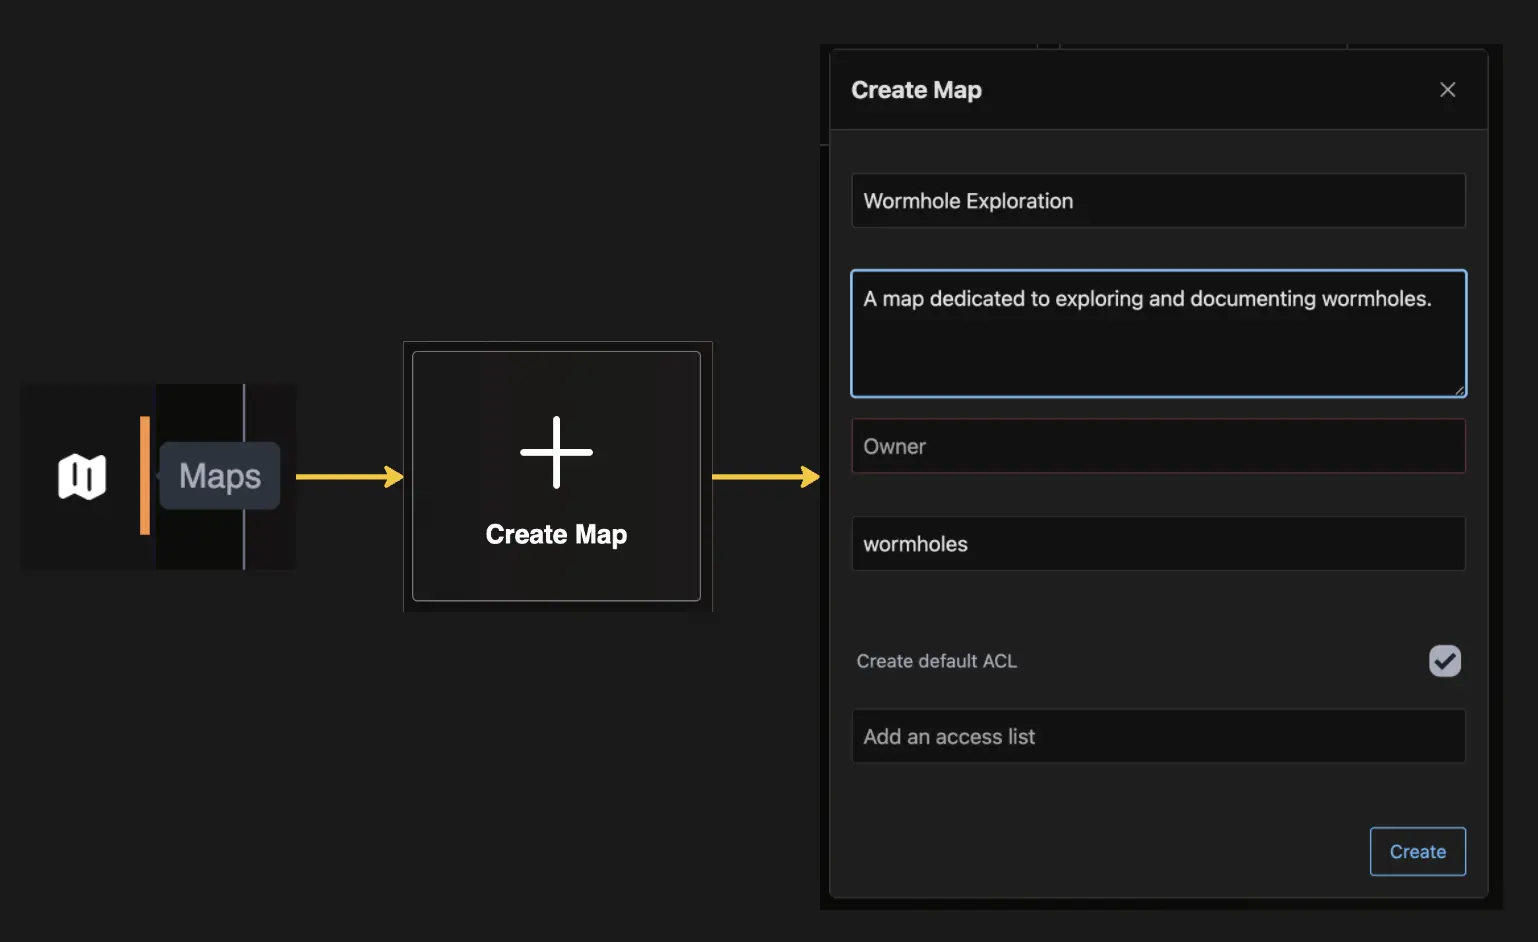 Maps
Create Map
Create Map
Wormhole Exploration
A map dedicated to exploring and documenting wormholes.
Owner
wormholes
Create default ACL
Add an access list
Create